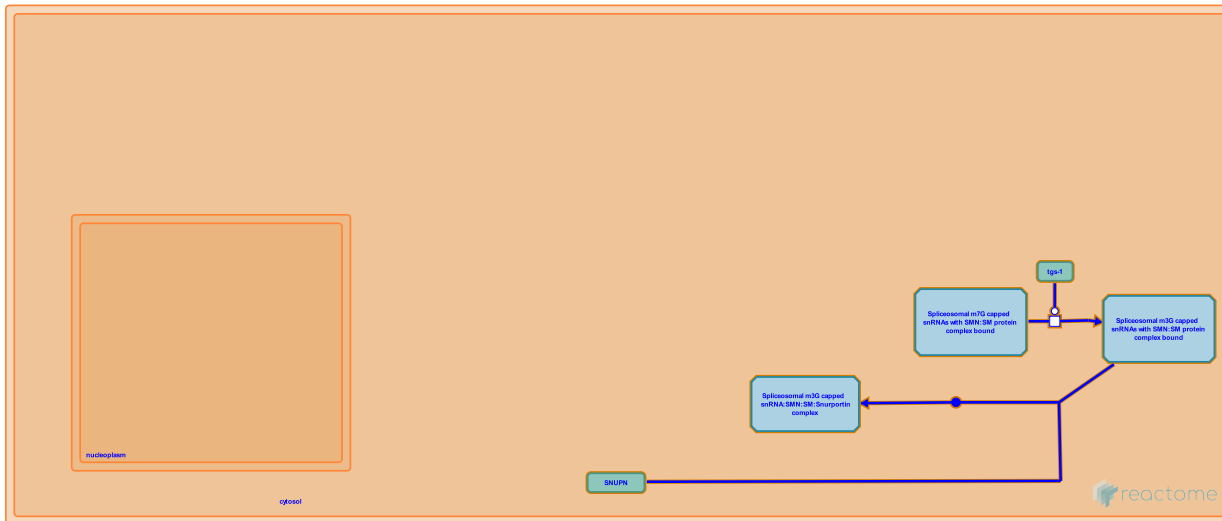 tgs-1
Spliceosomal m7G capped
snRNAs with SMN:SM protein
complex bound
Spliceosomal m3G capped
snRNAs with SMN:SM protein
complex bound
Spliceosomal m3G capped
snRNA:SMN:SM:Snurportin
complex
nucleoplasm
SNUPN
cytosol
reactome